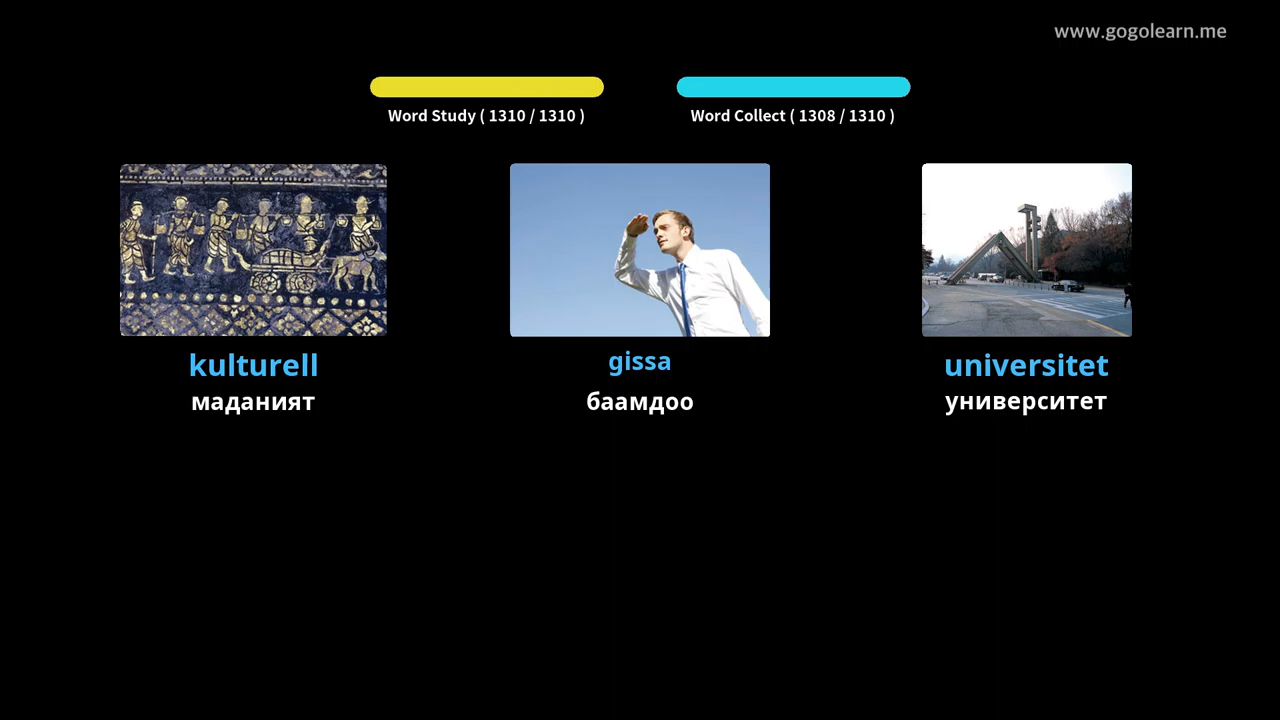 www.gogolearn.me
Word Study ( 1310 / 1310 )
Word Collect ( 1308 / 1310 )
kulturell
маданият
gissa
баамдоо
universitet
университет